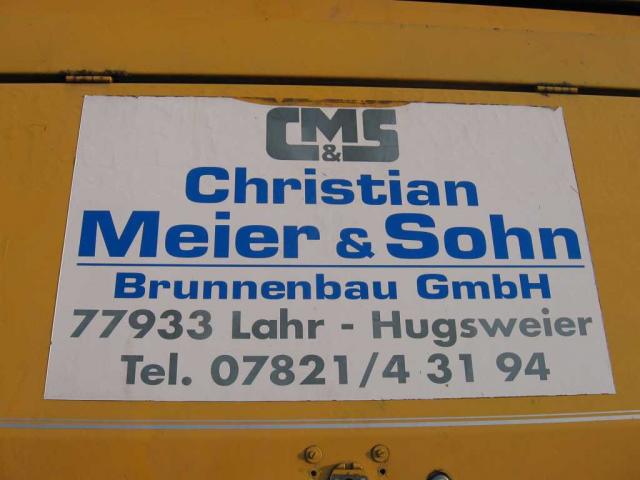 CM&S
Christian
Meier & Sohn
Brunnenbau GmbH
77933 Lahr - Hugsweier
Tel. 07821/4 31 94